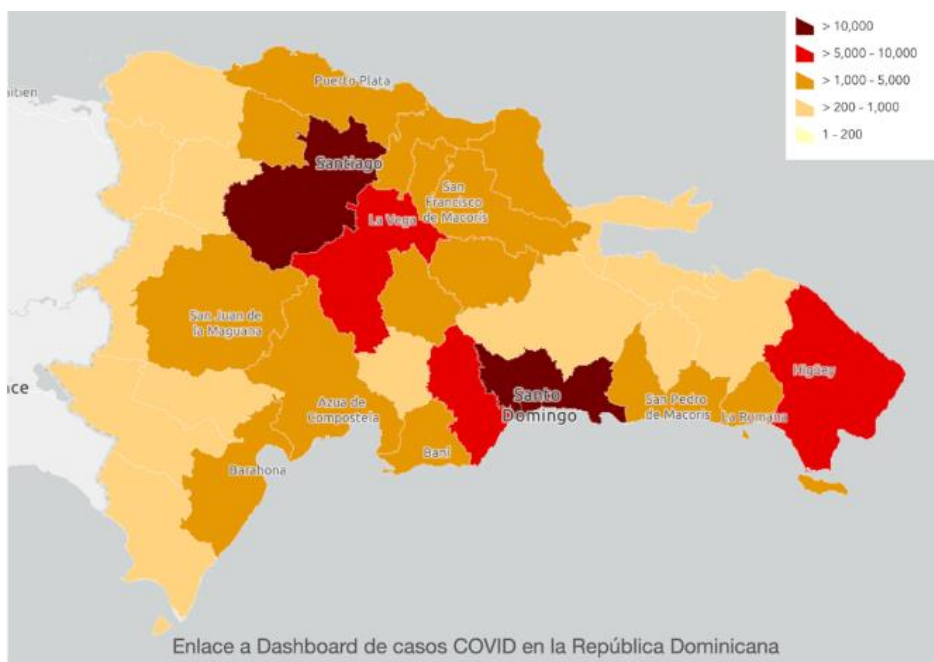 > 10,000
> 5,000 - 10,000
> 1,000 - 5,000
> 200 - 1,000
1 - 200
Puerto Plata
Santiago
San
Francisco
de Macorís
La Vega
San Juan de
la Maguana
Higüey
Santo
Domingo
San Pedro
de Macorís
La Romana
Azua de
Compostela
Baní
Barahona
Enlace a Dashboard de casos COVID en la República Dominicana